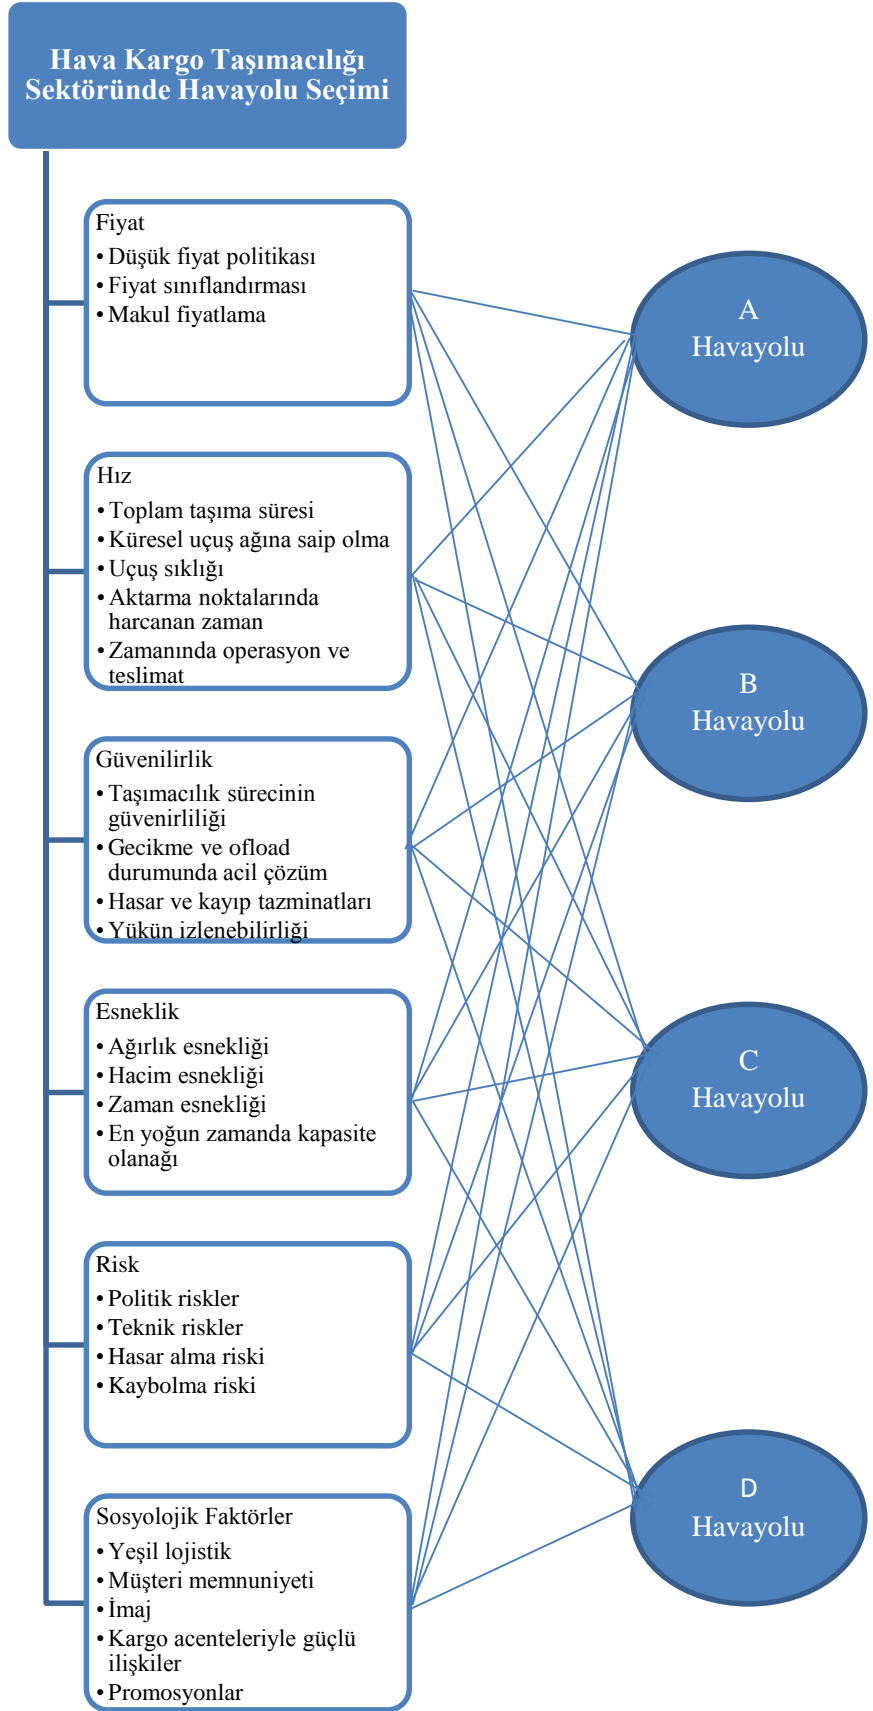 Hava Kargo Taşımacılığı
Sektöründe Havayolu Seçimi
Fiyat
• Düşük fiyat politikası
• Fiyat sınıflandırması
• Makul fiyatlama
Hız
• Toplam taşıma süresi
• Küresel uçuş ağına saip olma
• Uçuş sıklığı
• Aktarma noktalarında
harcanan zaman
• Zamanında operasyon ve
teslimat
Güvenilirlik
• Taşımacılık sürecinin
güvenirliliği
• Gecikme ve ofload
durumunda acil çözüm
• Hasar ve kayıp tazminatları
• Yükün izlenebilirliği
Esneklik
• Ağırlık esnekliği
• Hacim esnekliği
• Zaman esnekliği
• En yoğun zamanda kapasite
olanağı
Risk
• Politik riskler
• Teknik riskler
• Hasar alma riski
• Kaybolma riski
Sosyolojik Faktörler
• Yeşil lojistik
• Müşteri memnuniyeti
• İmaj
• Kargo acenteleriyle güçlü
ilişkiler
• Promosyonlar
A
Havayolu
B
Havayolu
C
Havayolu
D
Havayolu